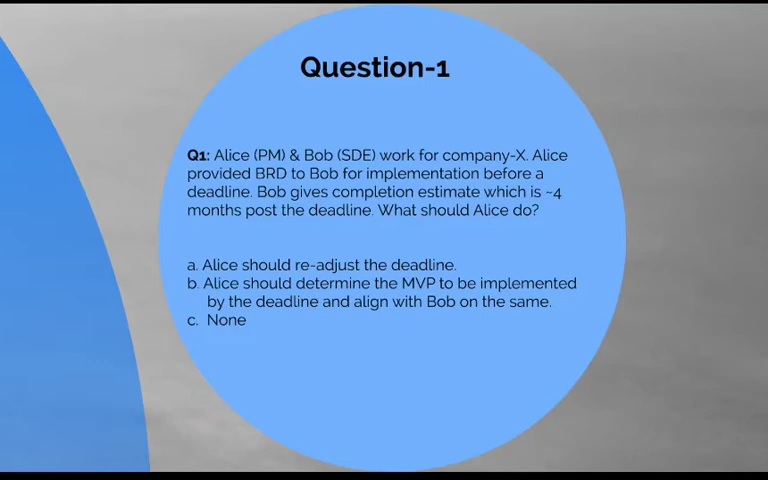 Question-1
Q1: Alice (PM) & Bob (SDE) work for company-X. Alice
provided BRD to Bob for implementation before a
deadline. Bob gives completion estimate which is ~4
months post the deadline. What should Alice do?
a. Alice should re-adjust the deadline.
b. Alice should determine the MVP to be implemented
by the deadline and align with Bob on the same.
c. None